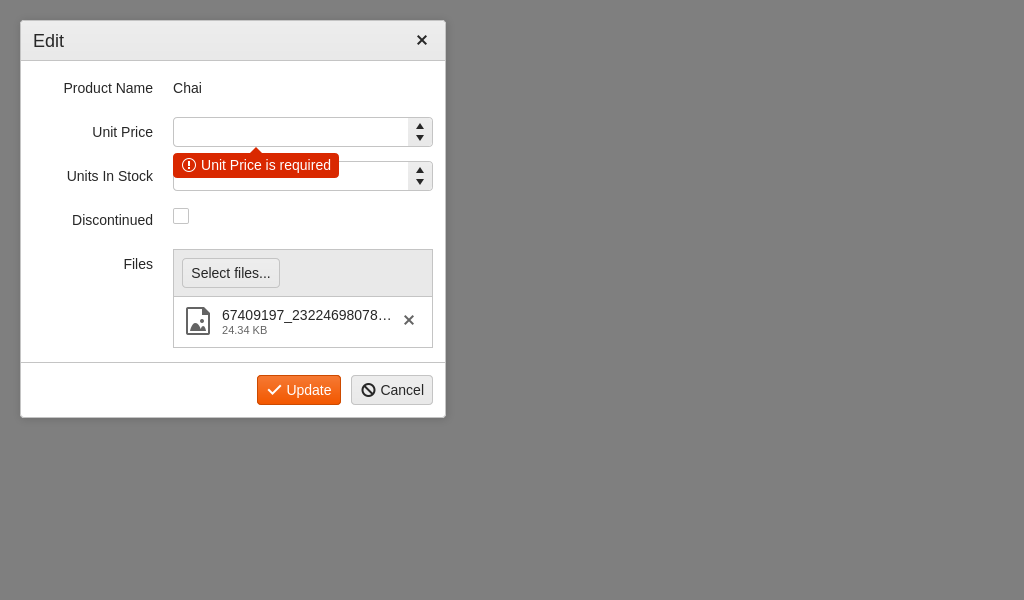 Edit
Product Name Chai
Unit Price
Unit Price is required
Units In Stock
Discontinued
Files
Select files...
67409197_23224698078…
24.34 KB
Update Cancel